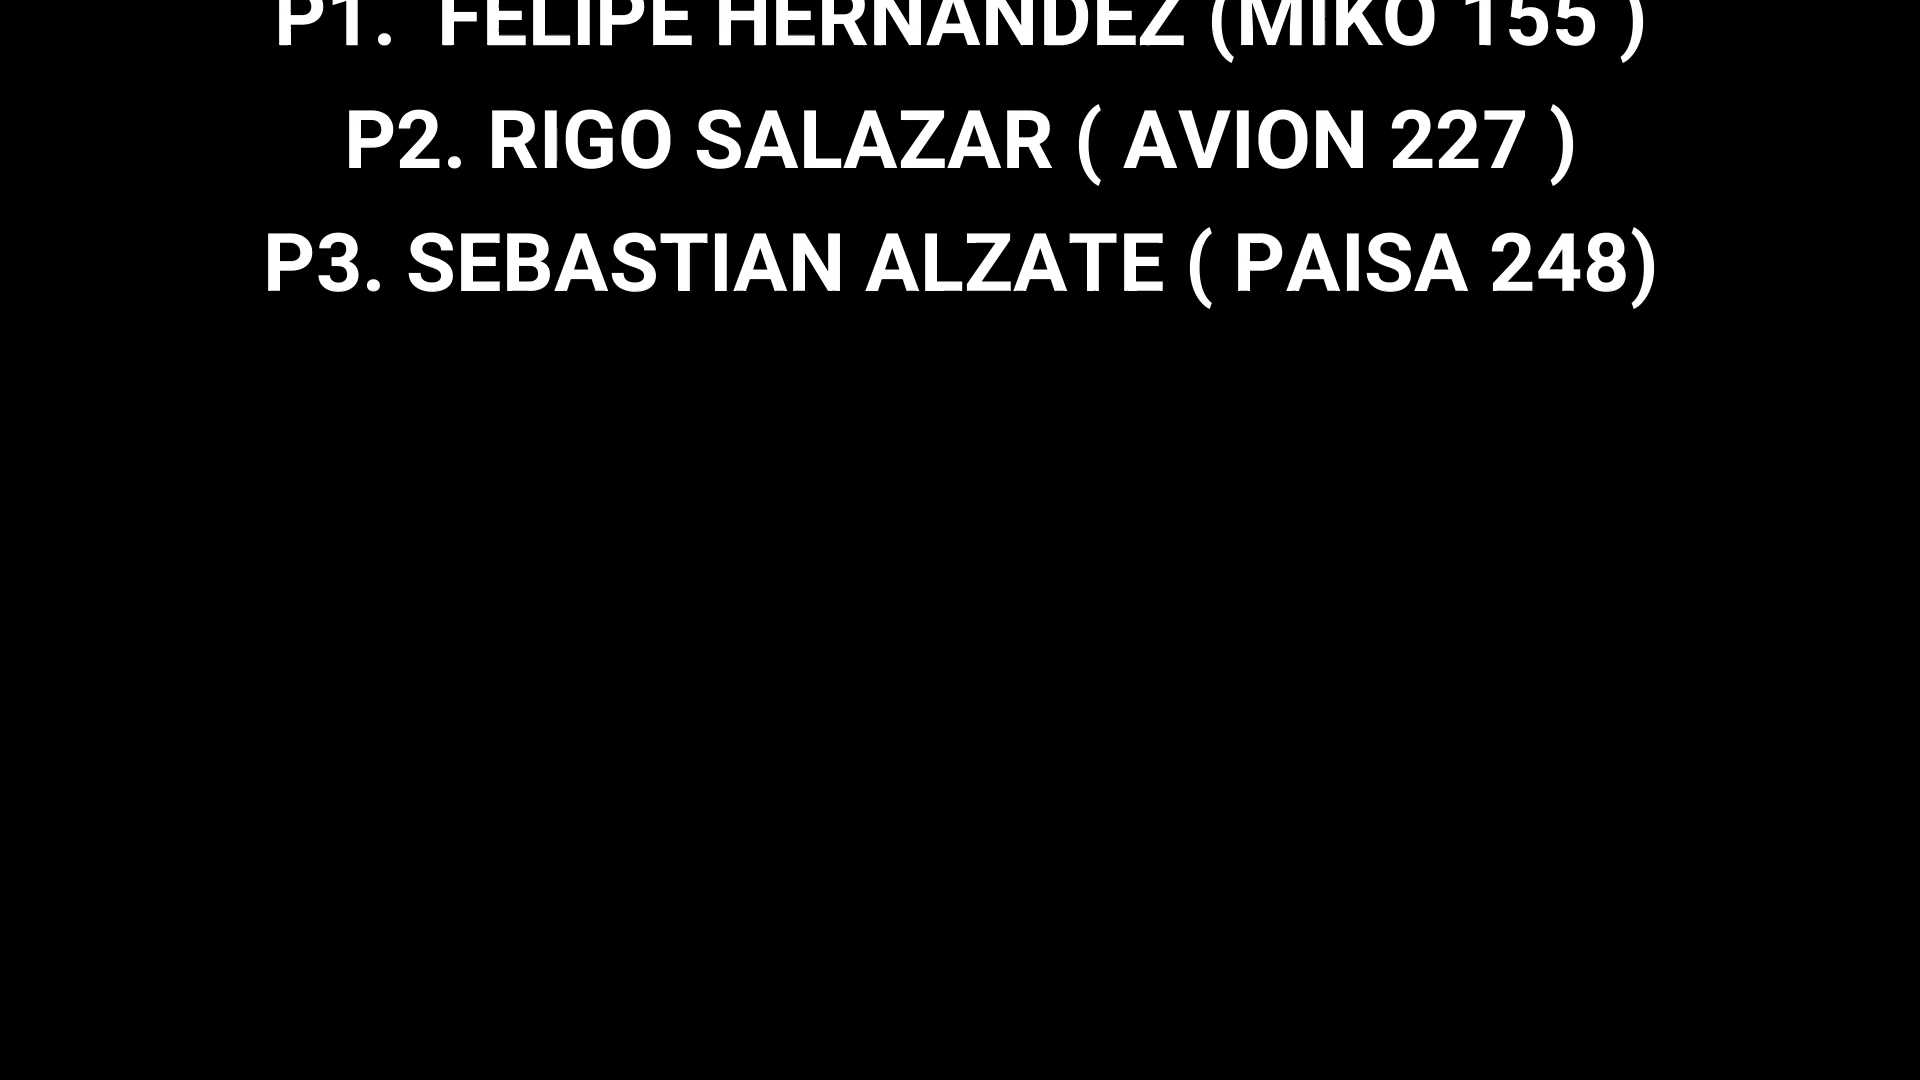 P1.  FELIPE HERNANDEZ (MIKO 155 )
P2. RIGO SALAZAR ( AVION 227 )
P3. SEBASTIAN ALZATE ( PAISA 248)